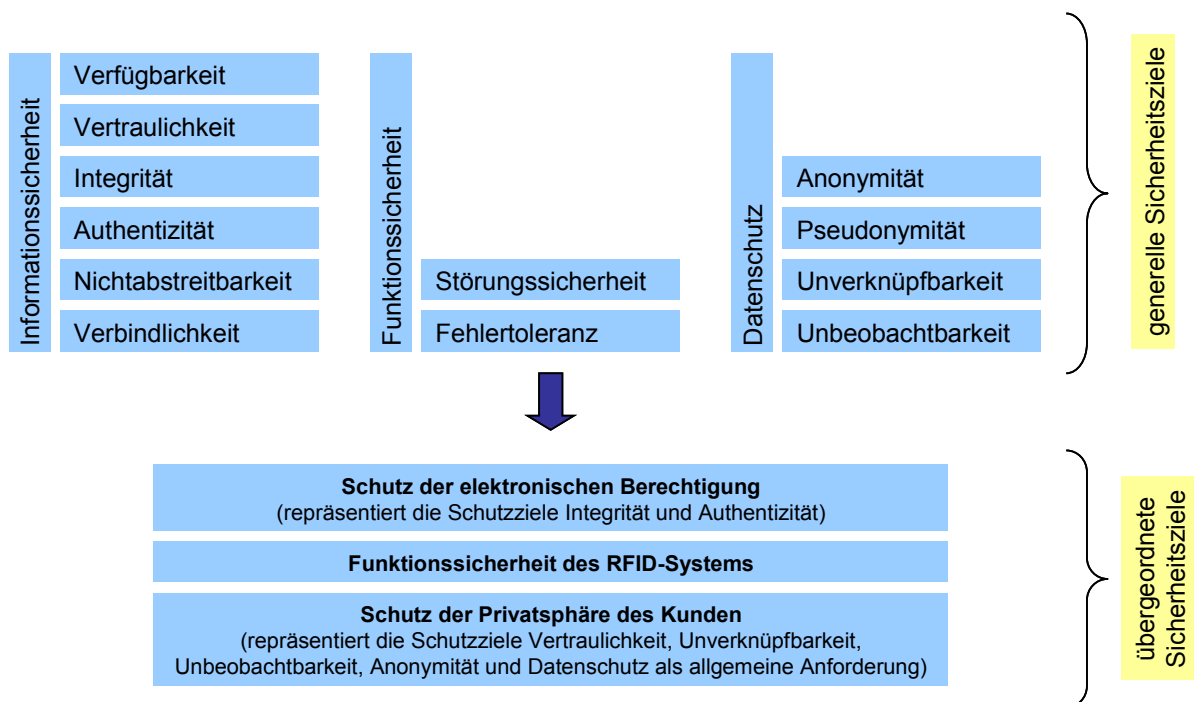 Informationssicherheit
Verfügbarkeit
Vertraulichkeit
Integrität
Authentizität
Nichtabstreitbarkeit
Verbindlichkeit
Funktionssicherheit
Störungssicherheit
Fehlertoleranz
Datenschutz
Anonymität
Pseudonymität
Unverknüpfbarkeit
Unbeobachtbarkeit
generelle Sicherheitsziele
Schutz der elektronischen Berechtigung
(repräsentiert die Schutzziele Integrität und Authentizität)
Funktionssicherheit des RFID-Systems
Schutz der Privatsphäre des Kunden
(repräsentiert die Schutzziele Vertraulichkeit, Unverknüpfbarkeit,
Unbeobachtbarkeit, Anonymität und Datenschutz als allgemeine Anforderung)
übergeordnete
Sicherheitsziele